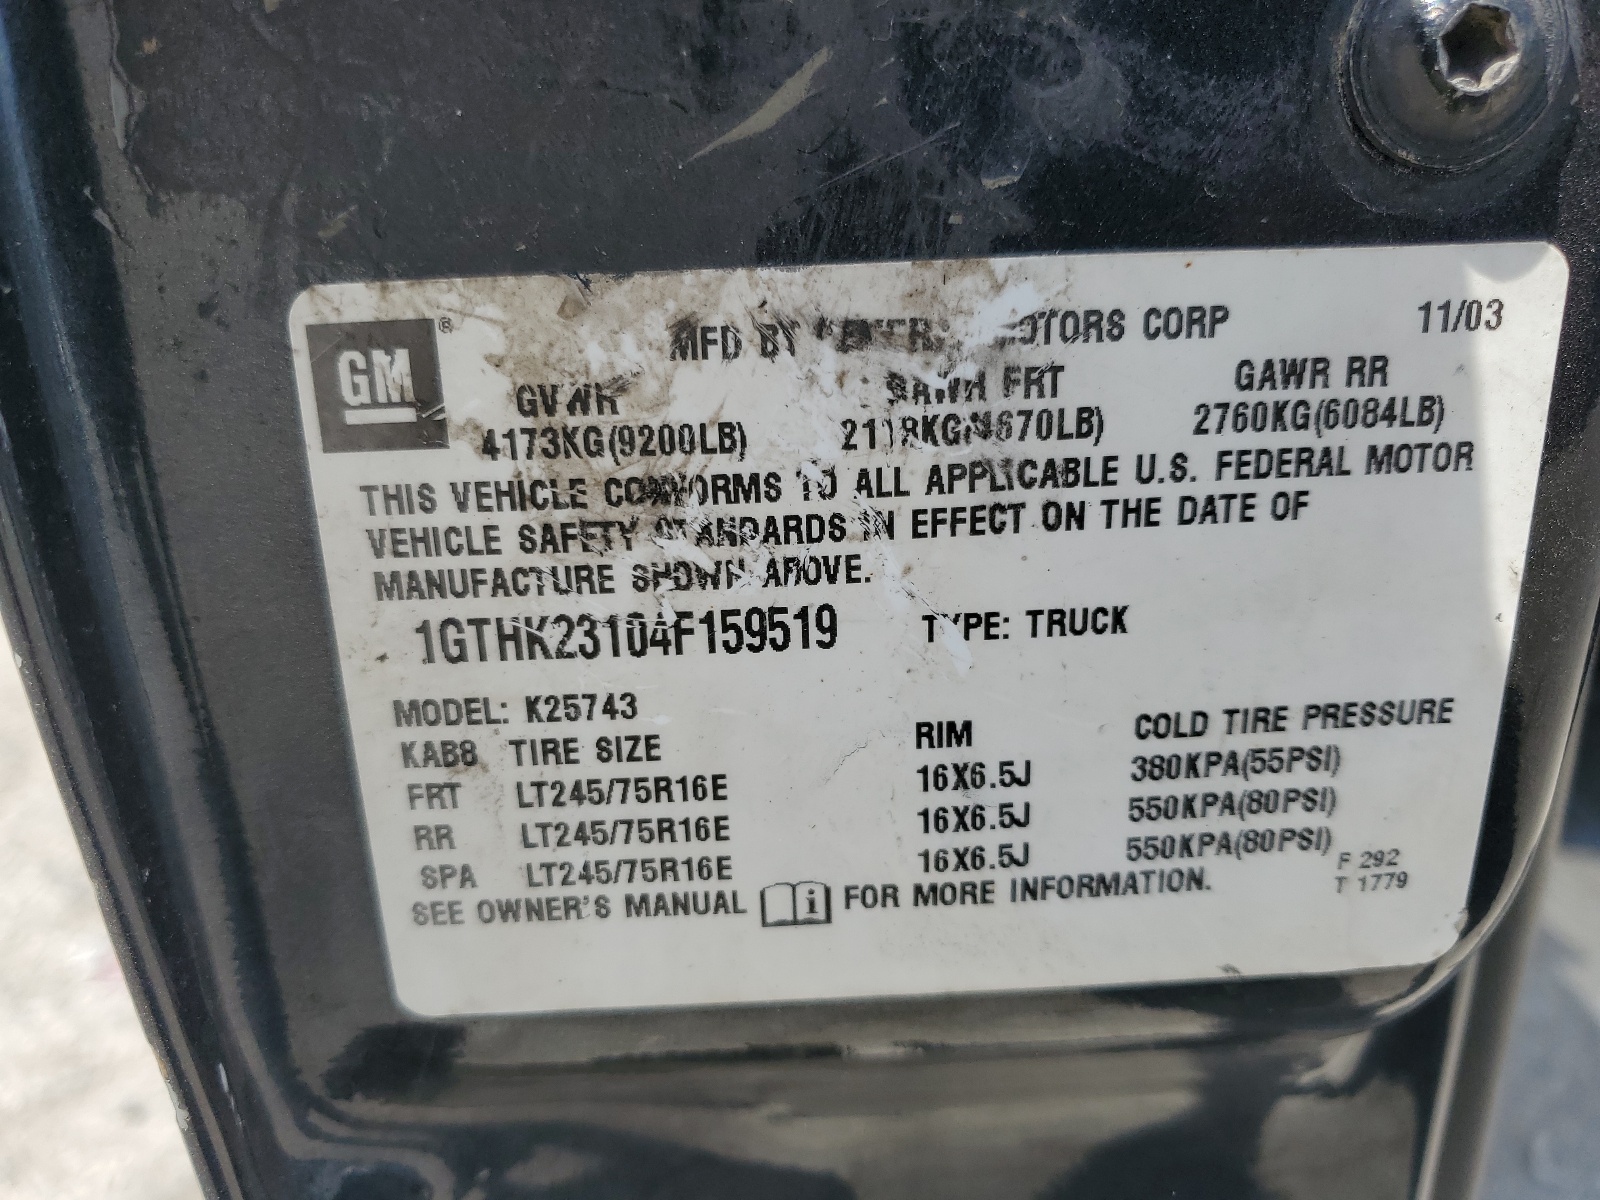 GM®
MFD BY GENERAL MOTORS CORP 11/03
GVWR GAWR FRT GAWR RR
4173KG(9200LB) 2118KG(4670LB) 2760KG(6084LB)
THIS VEHICLE CONFORMS TO ALL APPLICABLE U.S. FEDERAL MOTOR
VEHICLE SAFETY STANDARDS IN EFFECT ON THE DATE OF
MANUFACTURE SHOWN ABOVE.
1GTHK23104F159519 TYPE: TRUCK
MODEL: K25743
KAB8 TIRE SIZE RIM COLD TIRE PRESSURE
FRT LT245/75R16E 16X6.5J 380KPA(55PSI)
RR LT245/75R16E 16X6.5J 550KPA(80PSI)
SPA LT245/75R16E 16X6.5J 550KPA(80PSI)
SEE OWNER'S MANUAL i FOR MORE INFORMATION.
F 292
T 1779